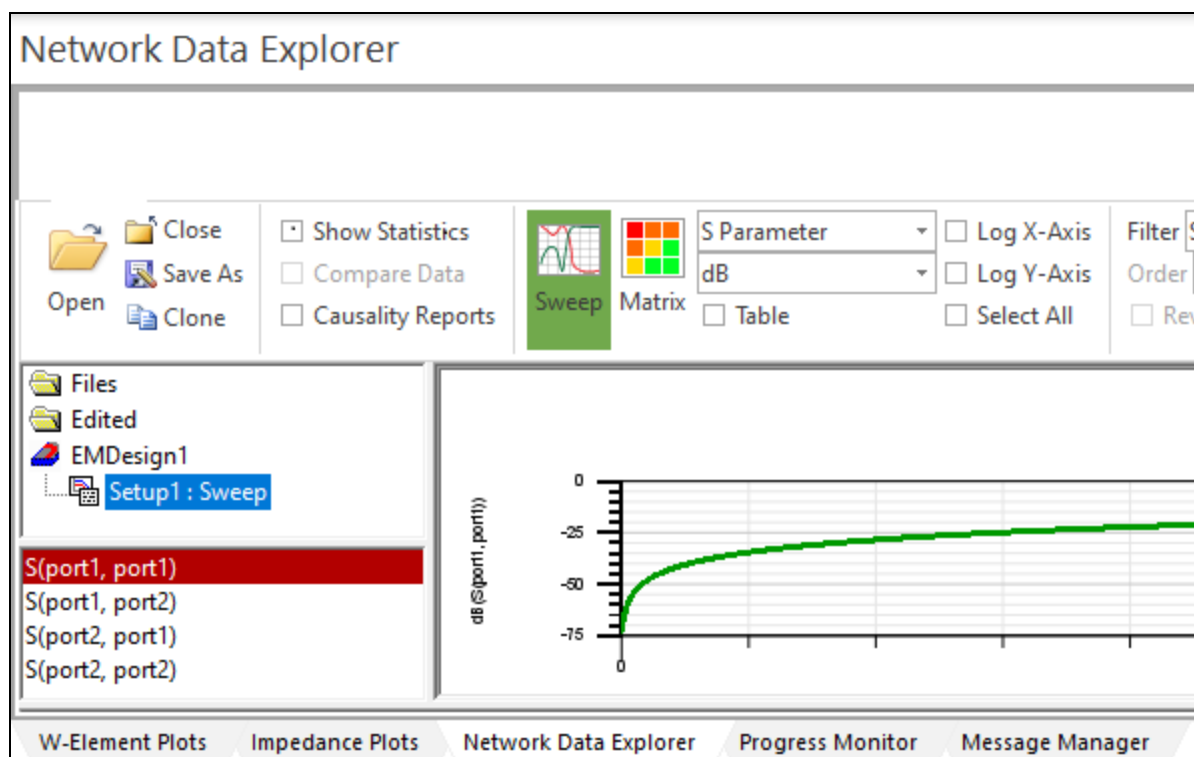 Network Data Explorer
Open
Close
Save As
Clone
Show Statistics
Compare Data
Causality Reports
Sweep
Matrix
S Parameter
dB
Table
Log X-Axis
Log Y-Axis
Select All
Filter S
Order
Rev
Files
Edited
EMDesign1
Setup1 : Sweep
S(port1, port1)
S(port1, port2)
S(port2, port1)
S(port2, port2)
dB(S(port1, port1))
0
-25
-50
-75
0
W-Element Plots
Impedance Plots
Network Data Explorer
Progress Monitor
Message Manager